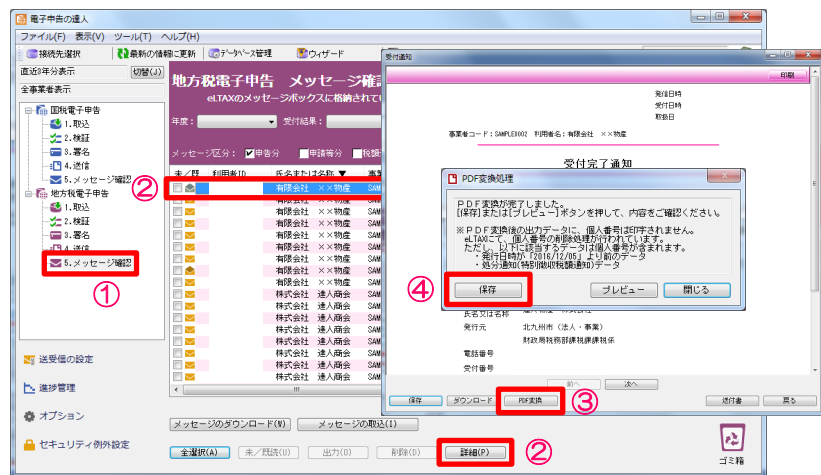 電子申告の達人
ファイル(F) 表示(V) ツール(T) ヘルプ(H)
接続先選択 最新の情報に更新 データベース管理 ウィザード
直近3年分表示 切替(J)
全事業者表示
国税電子申告
1.取込
2.検証
3.署名
4.送信
5.メッセージ確認
地方税電子申告
1.取込
2.検証
3.署名
4.送信
5.メッセージ確認
①
送受信の設定
進捗管理
オプション
セキュリティ例外設定
地方税電子申告 メッセージ確
eLTAXのメッセージボックスに格納されて
年度： 受付結果：
メッセージ区分： 申告分 申請等分 税額
未/既 利用者ID 氏名または名称 ▼ 事業
②
有限会社 ××物産 SAM
有限会社 ××物産 SAM
有限会社 ××物産 SAM
有限会社 ××物産 SAM
有限会社 ××物産 SAM
有限会社 ××物産 SAM
有限会社 ××物産 SAM
有限会社 ××物産 SAM
株式会社 達人商会 SAM
株式会社 達人商会 SAM
株式会社 達人商会 SAM
株式会社 達人商会 SAM
株式会社 達人商会 SAM
株式会社 達人商会 SAM
株式会社 達人商会 SAM
メッセージのダウンロード(W) メッセージの取込(I)
全選択(A) 未/既読(U) 出力(O) 削除(D) 詳細(P) ②
ゴミ箱
受付通知
印刷
発信日時
受付日時
取扱日
事業者コード：SAMPLE0002 利用者名：有限会社 ××物産
受付完了通知
PDF変換処理
PDF変換が完了しました。
[保存]または[プレビュー]ボタンを押して、内容をご確認ください。
※PDF変換後の出力データに、個人番号は印字されません。
eLTAXにて、個人番号の削除処理が行われています。
ただし、以下に該当するデータは個人番号が含まれます。
・発行日時が「2016/12/05」より前のデータ
・処分通知(特別徴収税額通知)データ
④ 保存 プレビュー 閉じる
氏名又は名称
発行元 北九州市（法人・事業）
財政局税務部課税課課税係
電話番号
受付番号
前へ 次へ
保存 ダウンロード PDF変換 ③ 送付書 戻る